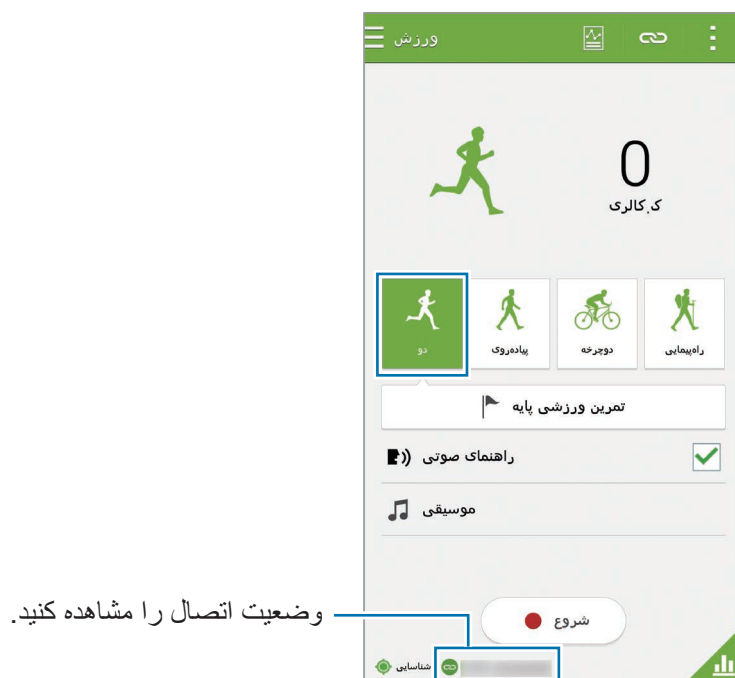 ورزش
0
ک.کالری
دو
پیاده‌روی
دوچرخه
راه‌پیمایی
تمرین ورزشی پایه
راهنمای صوتی
موسیقی
شروع
وضعیت اتصال را مشاهده کنید.
شناسایی